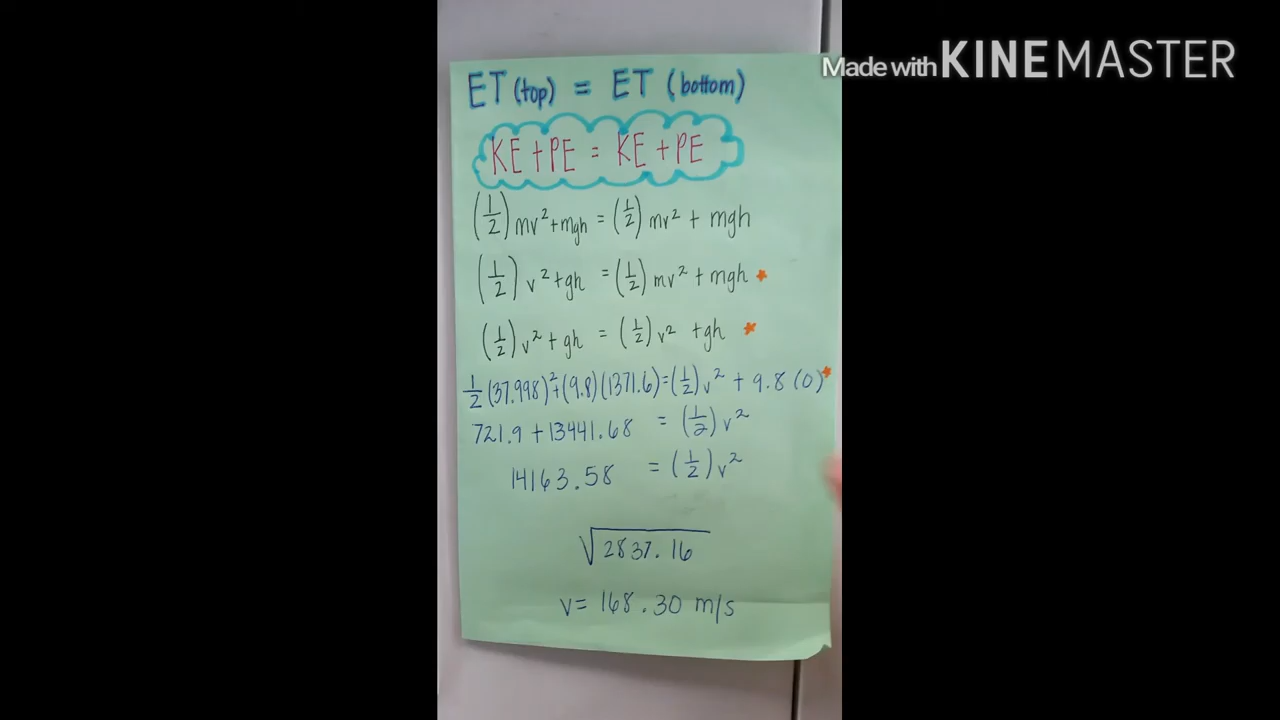 Made with KINEMASTER
ET (top) = ET (bottom)
KE + PE = KE + PE
(1/2) mv² + mgh = (1/2) mv² + mgh
(1/2) v² + gh = (1/2) mv² + mgh ★
(1/2) v² + gh = (1/2) v² + gh ★
1/2 (37.998)² + (9.8)(1371.6) = (1/2) v² + 9.8 (0) ★
721.9 + 13441.68 = (1/2) v²
14163.58 = (1/2) v²
√2837.16
v = 168.30 m/s